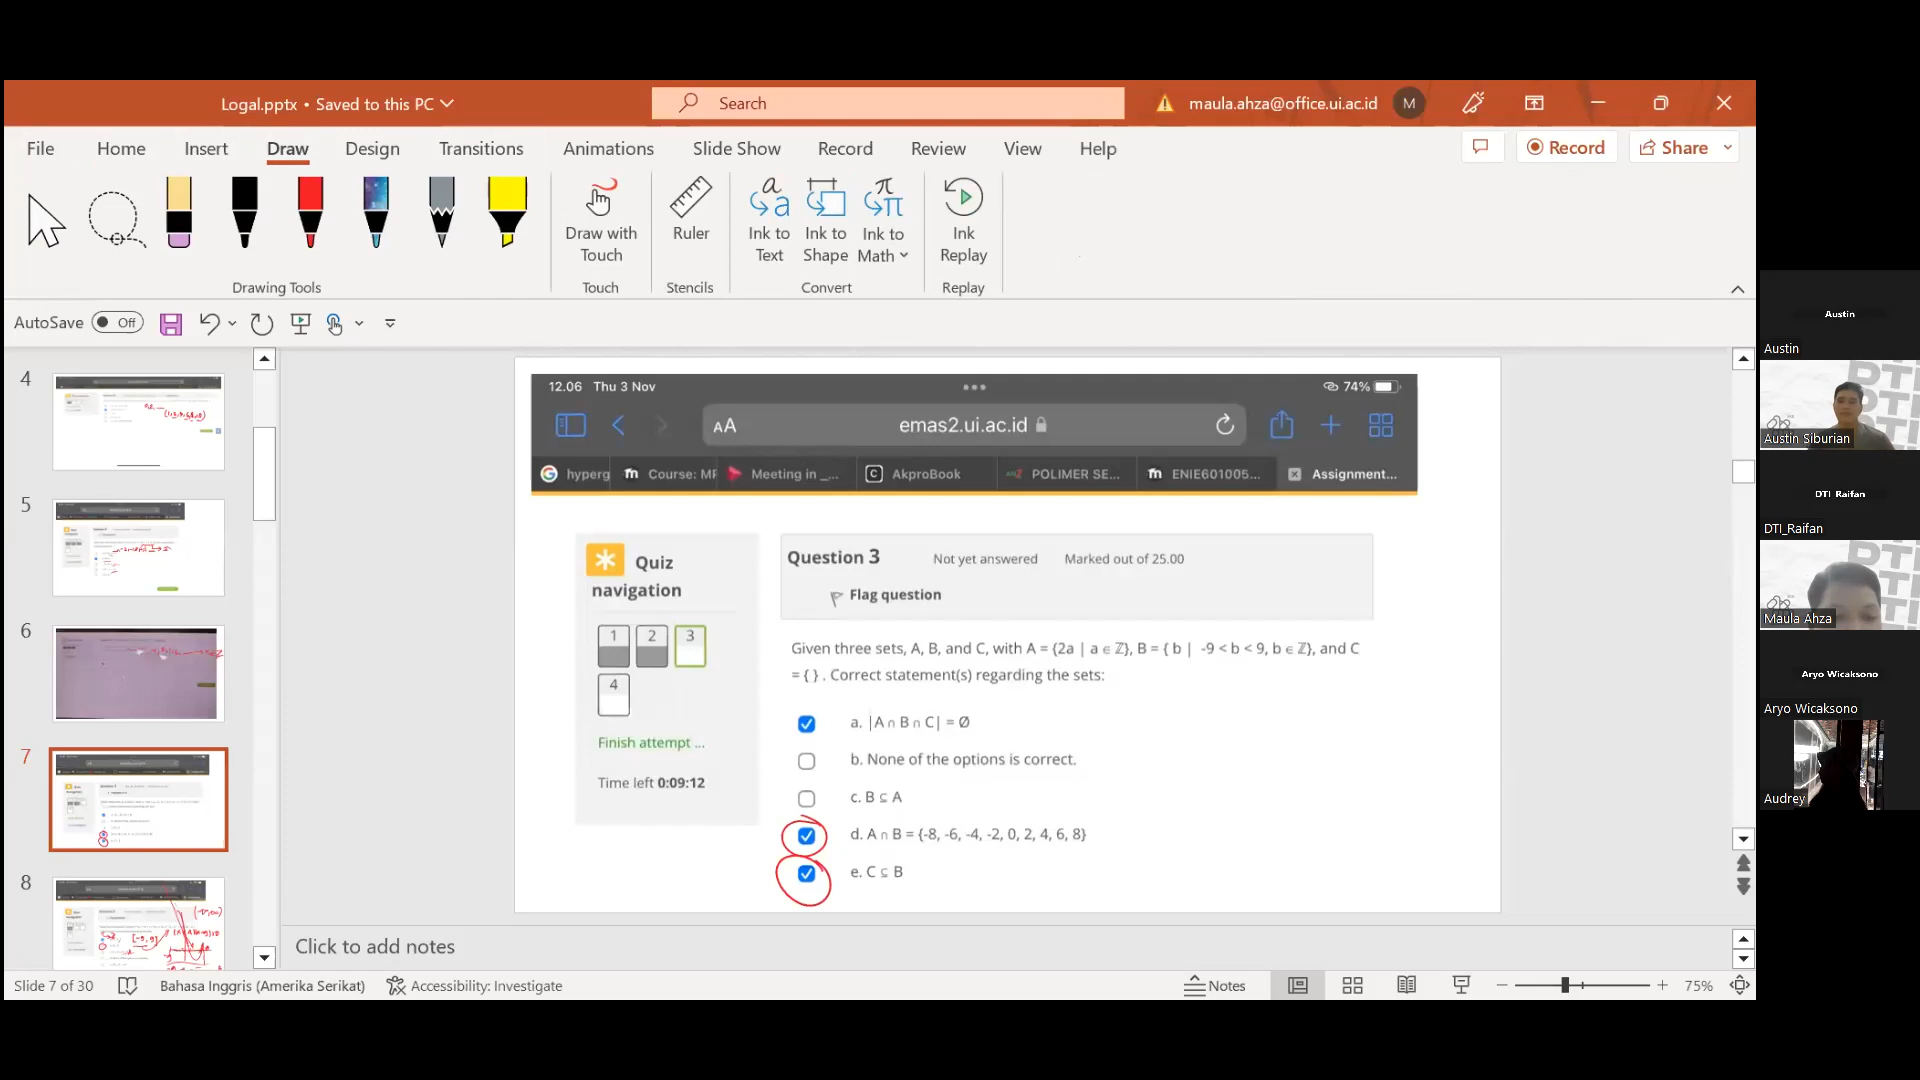 Logal.pptx • Saved to this PC
Search
maula.ahza@office.ui.ac.id
M
File Home Insert Draw Design Transitions Animations Slide Show Record Review View Help
Record
Share
Draw with Touch
Ruler
Ink to Text
Ink to Shape
Ink to Math
Ink Replay
Drawing Tools
Touch
Stencils
Convert
Replay
AutoSave Off
4
5
6
7
8
12.06 Thu 3 Nov
74%
AA
emas2.ui.ac.id
hyperg
Course: MF
Meeting in _...
AkproBook
POLIMER SE...
ENIE601005...
Assignment...
Quiz
navigation
1 2 3
4
Finish attempt ...
Time left 0:09:12
Question 3 Not yet answered Marked out of 25.00
Flag question
Given three sets, A, B, and C, with A = {2a | a ∈ ℤ}, B = { b | -9 < b < 9, b ∈ ℤ}, and C
= { } . Correct statement(s) regarding the sets:
a. |A ∩ B ∩ C| = Ø
b. None of the options is correct.
c. B ⊆ A
d. A ∩ B = {-8, -6, -4, -2, 0, 2, 4, 6, 8}
e. C ⊆ B
Click to add notes
Slide 7 of 30
Bahasa Inggris (Amerika Serikat)
Accessibility: Investigate
Notes
75%
Austin
Austin
Austin Siburian
DTI_Raifan
DTI_Raifan
Maula Ahza
Aryo Wicaksono
Aryo Wicaksono
Audrey